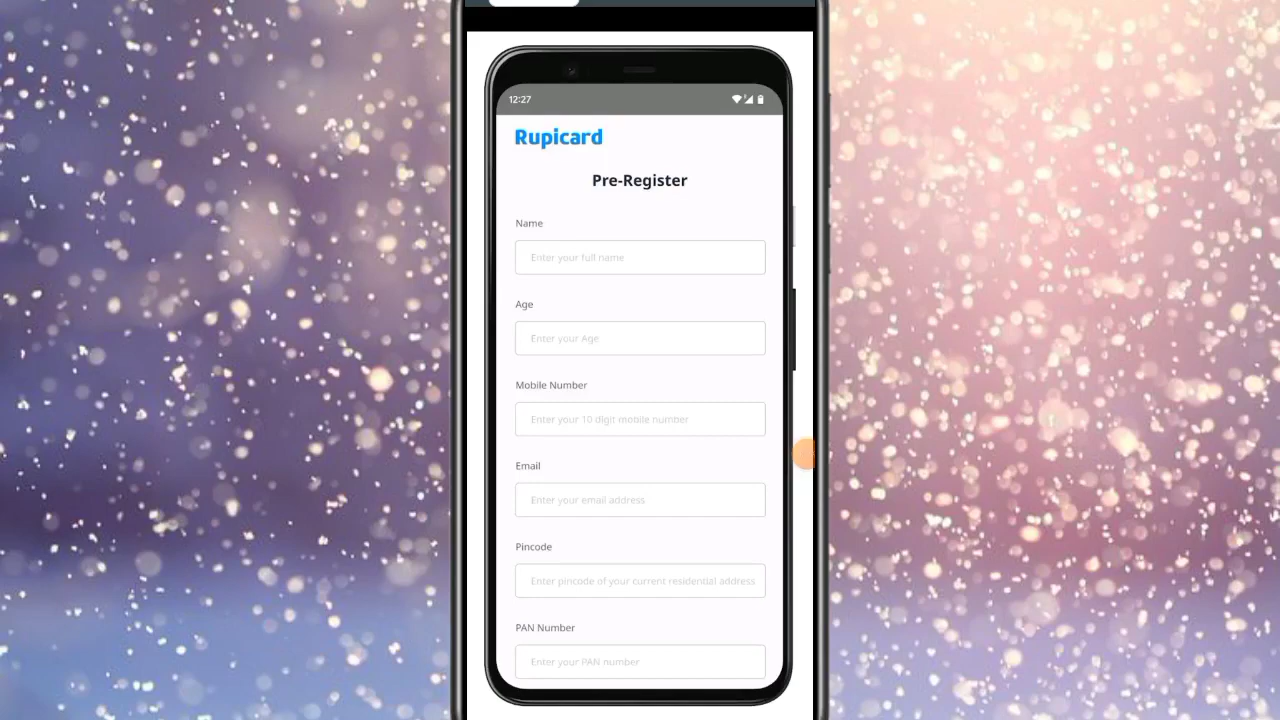 12:27
Rupicard
Pre-Register
Name
Enter your full name
Age
Enter your Age
Mobile Number
Enter your 10 digit mobile number
Email
Enter your email address
Pincode
Enter pincode of your current residential address
PAN Number
Enter your PAN number